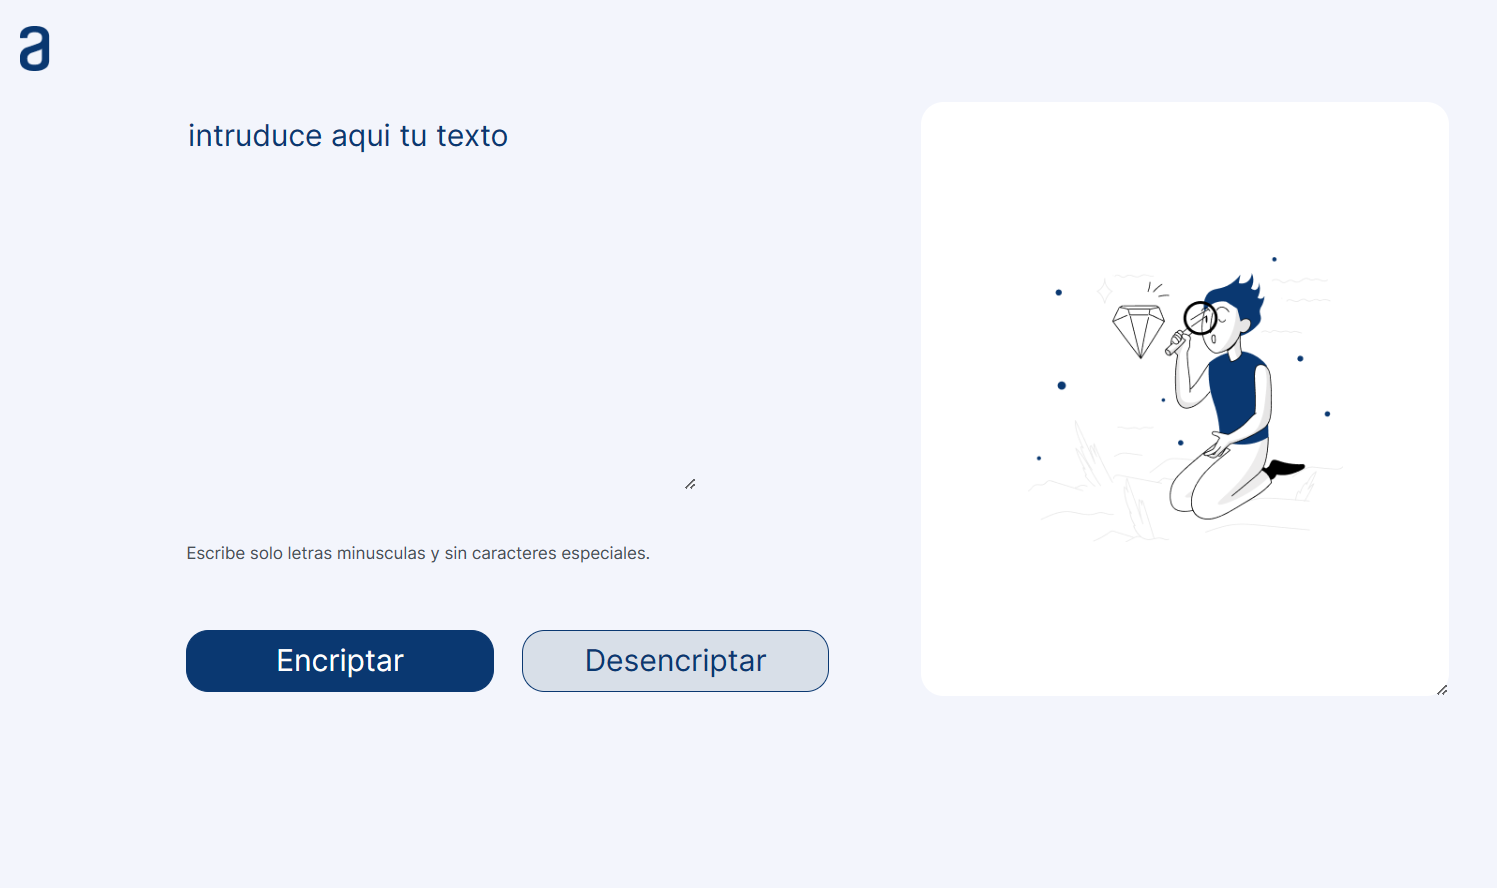 a
intruduce aqui tu texto
Escribe solo letras minusculas y sin caracteres especiales.
Encriptar
Desencriptar